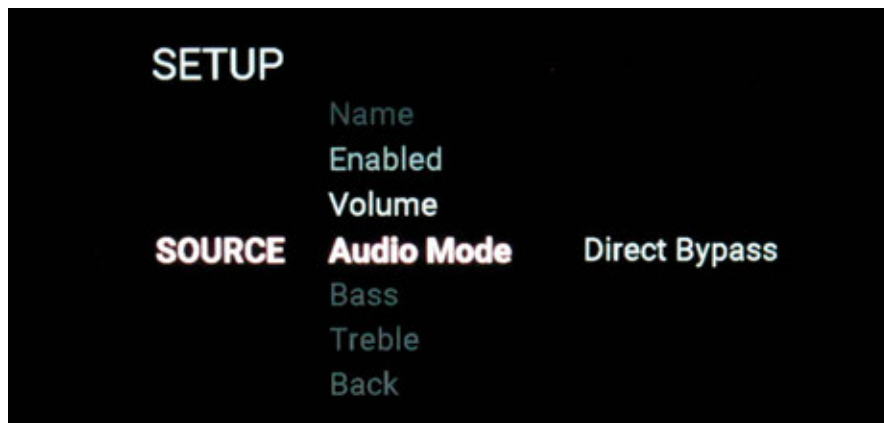 SETUP
Name
Enabled
Volume
SOURCE Audio Mode Direct Bypass
Bass
Treble
Back